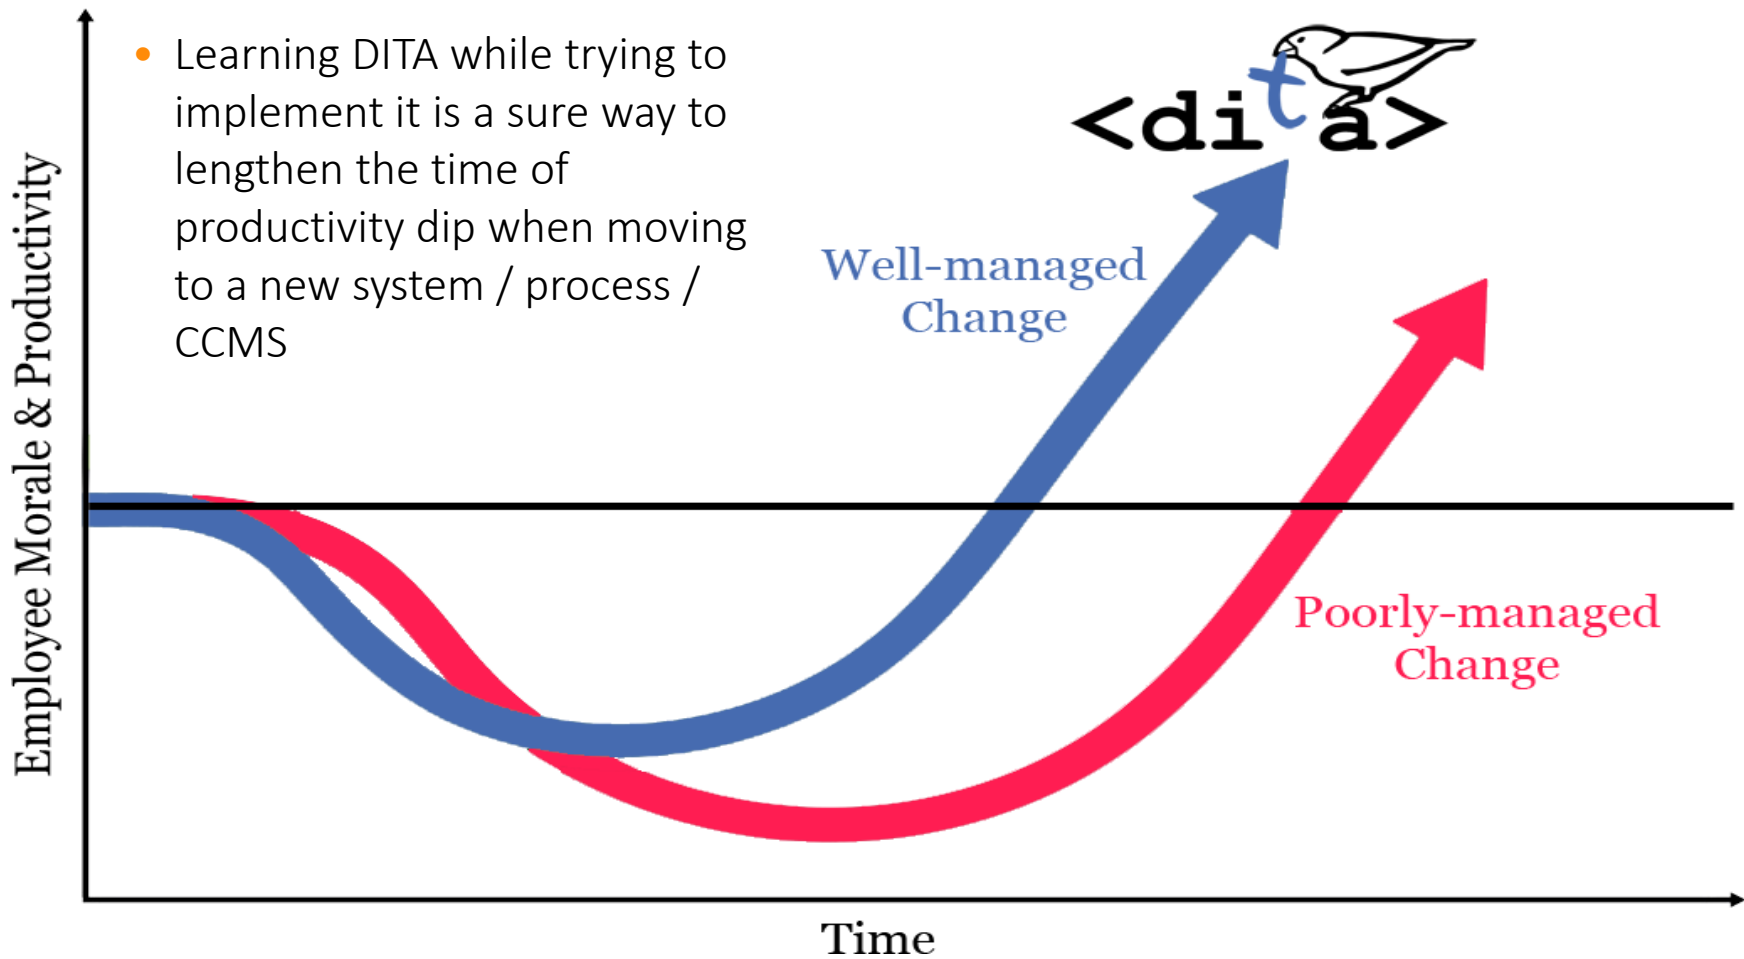 Learning DITA while trying to
implement it is a sure way to
lengthen the time of
productivity dip when moving
to a new system / process /
CCMS
<dita>
Well-managed
Change
Employee Morale & Productivity
Poorly-managed
Change
Time